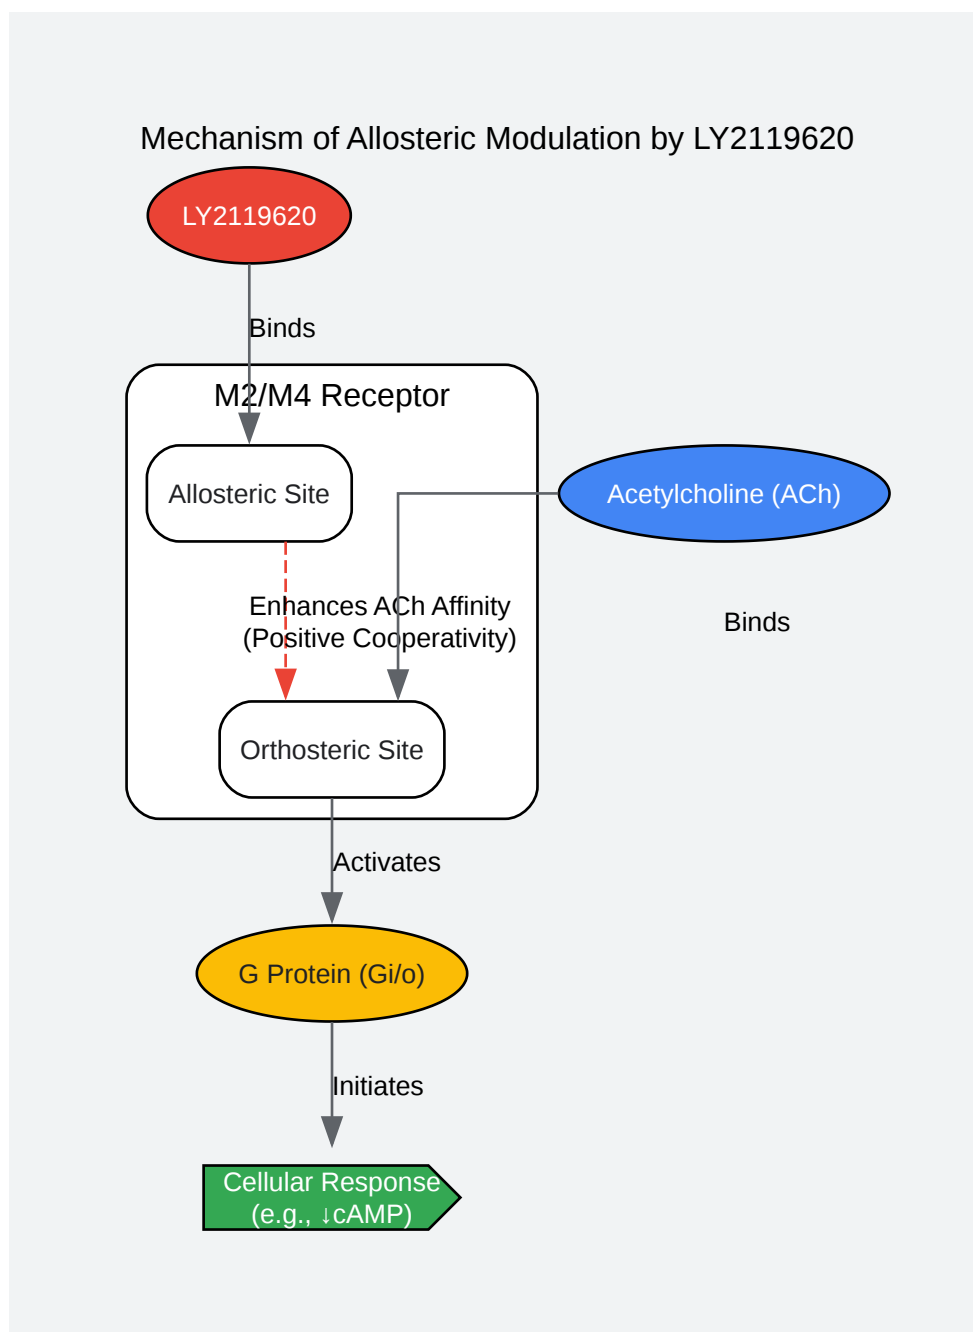 Mechanism of Allosteric Modulation by LY2119620
LY2119620
Binds
M2/M4 Receptor
Allosteric Site
Acetylcholine (ACh)
Enhances ACh Affinity
(Positive Cooperativity)
Binds
Orthosteric Site
Activates
G Protein (Gi/o)
Initiates
Cellular Response
(e.g., ↓cAMP)